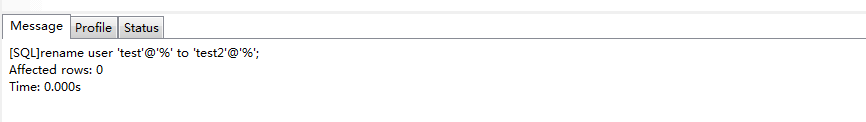 Message Profile Status
[SQL]rename user 'test'@'%' to 'test2'@'%';
Affected rows: 0
Time: 0.000s